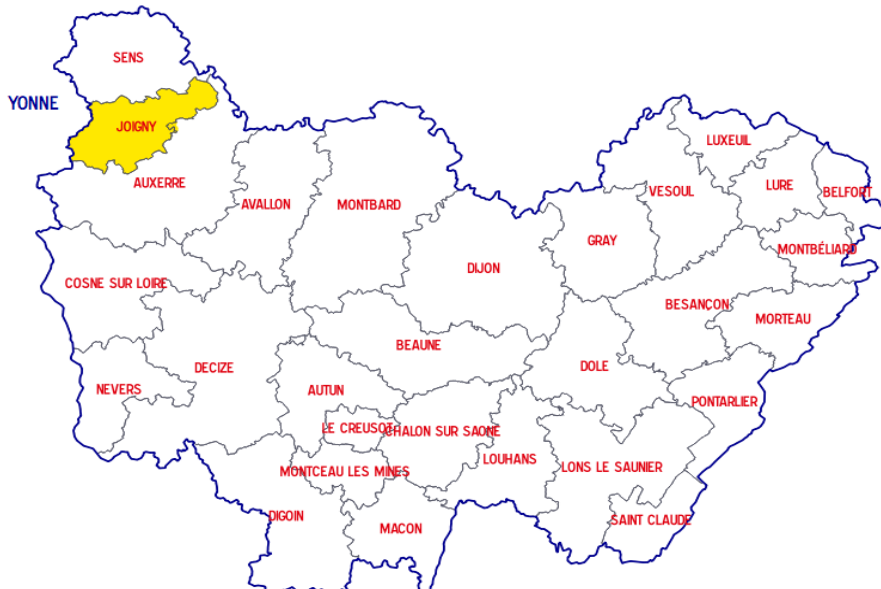 SENS
YONNE
JOIGNY
LUXEUIL
AUXERRE
LURE
BELFORT
VESOUL
AVALLON
MONTBARD
GRAY
MONTBÉLIARD
DIJON
COSNE SUR LOIRE
BESANÇON
MORTEAU
BEAUNE
DECIZE
DOLE
NEVERS
AUTUN
PONTARLIER
LE CREUSOT
CHALON SUR SAONE
LOUHANS
LONS LE SAUNIER
MONTCEAU LES MINES
DIGOIN
SAINT CLAUDE
MACON